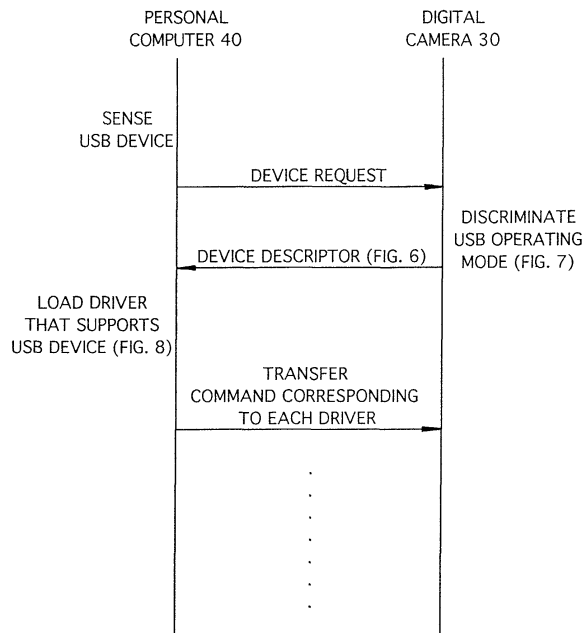 PERSONAL
COMPUTER 40
DIGITAL
CAMERA 30
SENSE
USB DEVICE
DEVICE REQUEST
DISCRIMINATE
USB OPERATING
MODE (FIG. 7)
DEVICE DESCRIPTOR (FIG. 6)
LOAD DRIVER
THAT SUPPORTS
USB DEVICE (FIG. 8)
TRANSFER
COMMAND CORRESPONDING
TO EACH DRIVER